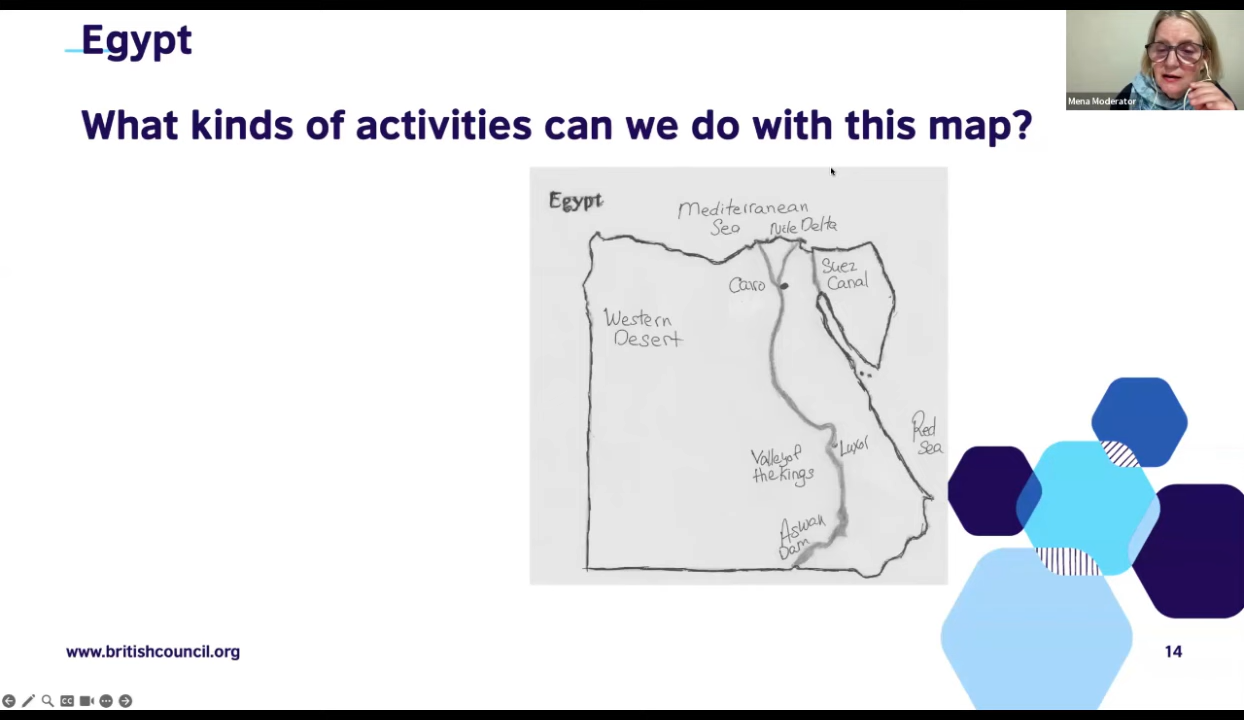 Egypt
Mena Moderator
What kinds of activities can we do with this map?
Egypt
Mediterranean
Sea
Nile Delta
Suez
Canal
Cairo
Western
Desert
Red
Sea
Luxor
Valley of
the Kings
Aswan
Dam
www.britishcouncil.org
14
CC